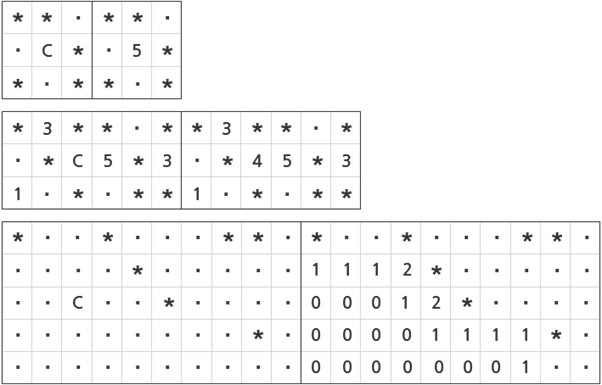 * * · * * ·
· C * · 5 *
* · * * · *
* 3 * * · * * 3 * * · *
· * C 5 * 3 · * 4 5 * 3
1 · * · * * 1 · * · * *
* · · * · · · * * · * · · * · · · * * ·
· · · · * · · · · · 1 1 1 2 * · · · · ·
· · C · · * · · · · 0 0 0 1 2 * · · · ·
· · · · · · · · * · 0 0 0 0 1 1 1 1 * ·
· · · · · · · · · · 0 0 0 0 0 0 0 1 · ·